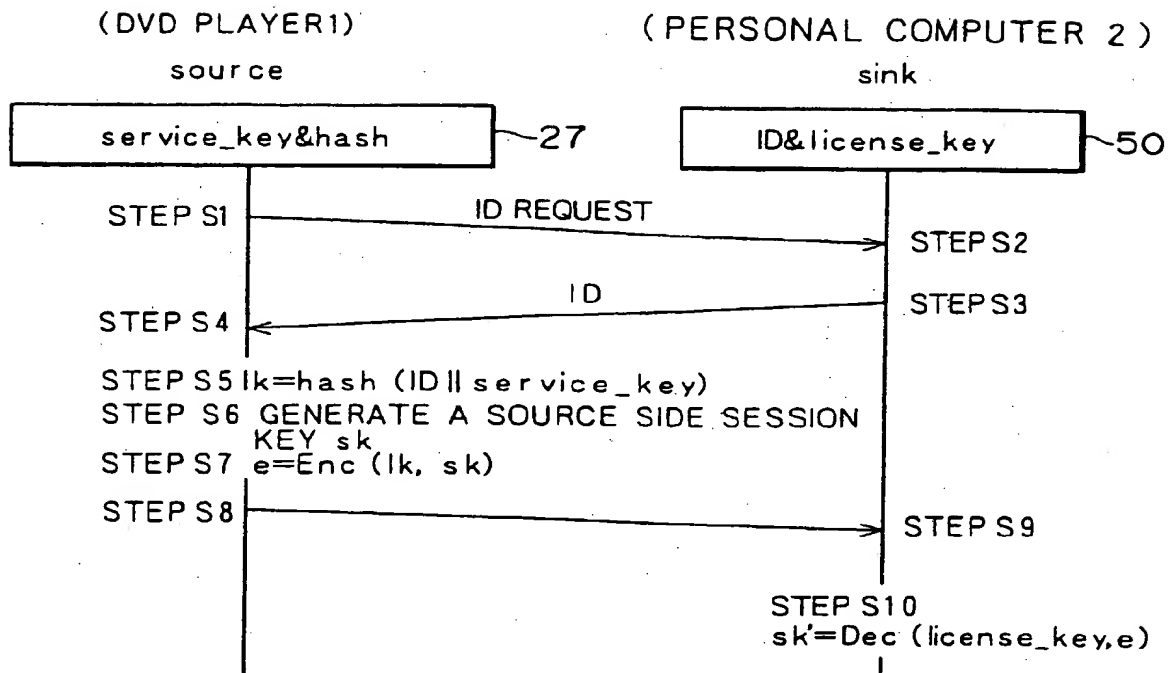 (DVD PLAYER1)
(PERSONAL COMPUTER 2)
source
sink
service_key&hash
27
ID&license_key
50
STEP S1
ID REQUEST
STEP S2
ID
STEP S3
STEP S4
STEP S5 lk=hash (ID || service_key)
STEP S6 GENERATE A SOURCE SIDE SESSION
KEY sk
STEP S7 e=Enc (lk, sk)
STEP S8
STEP S9
STEP S10
sk'=Dec (license_key,e)